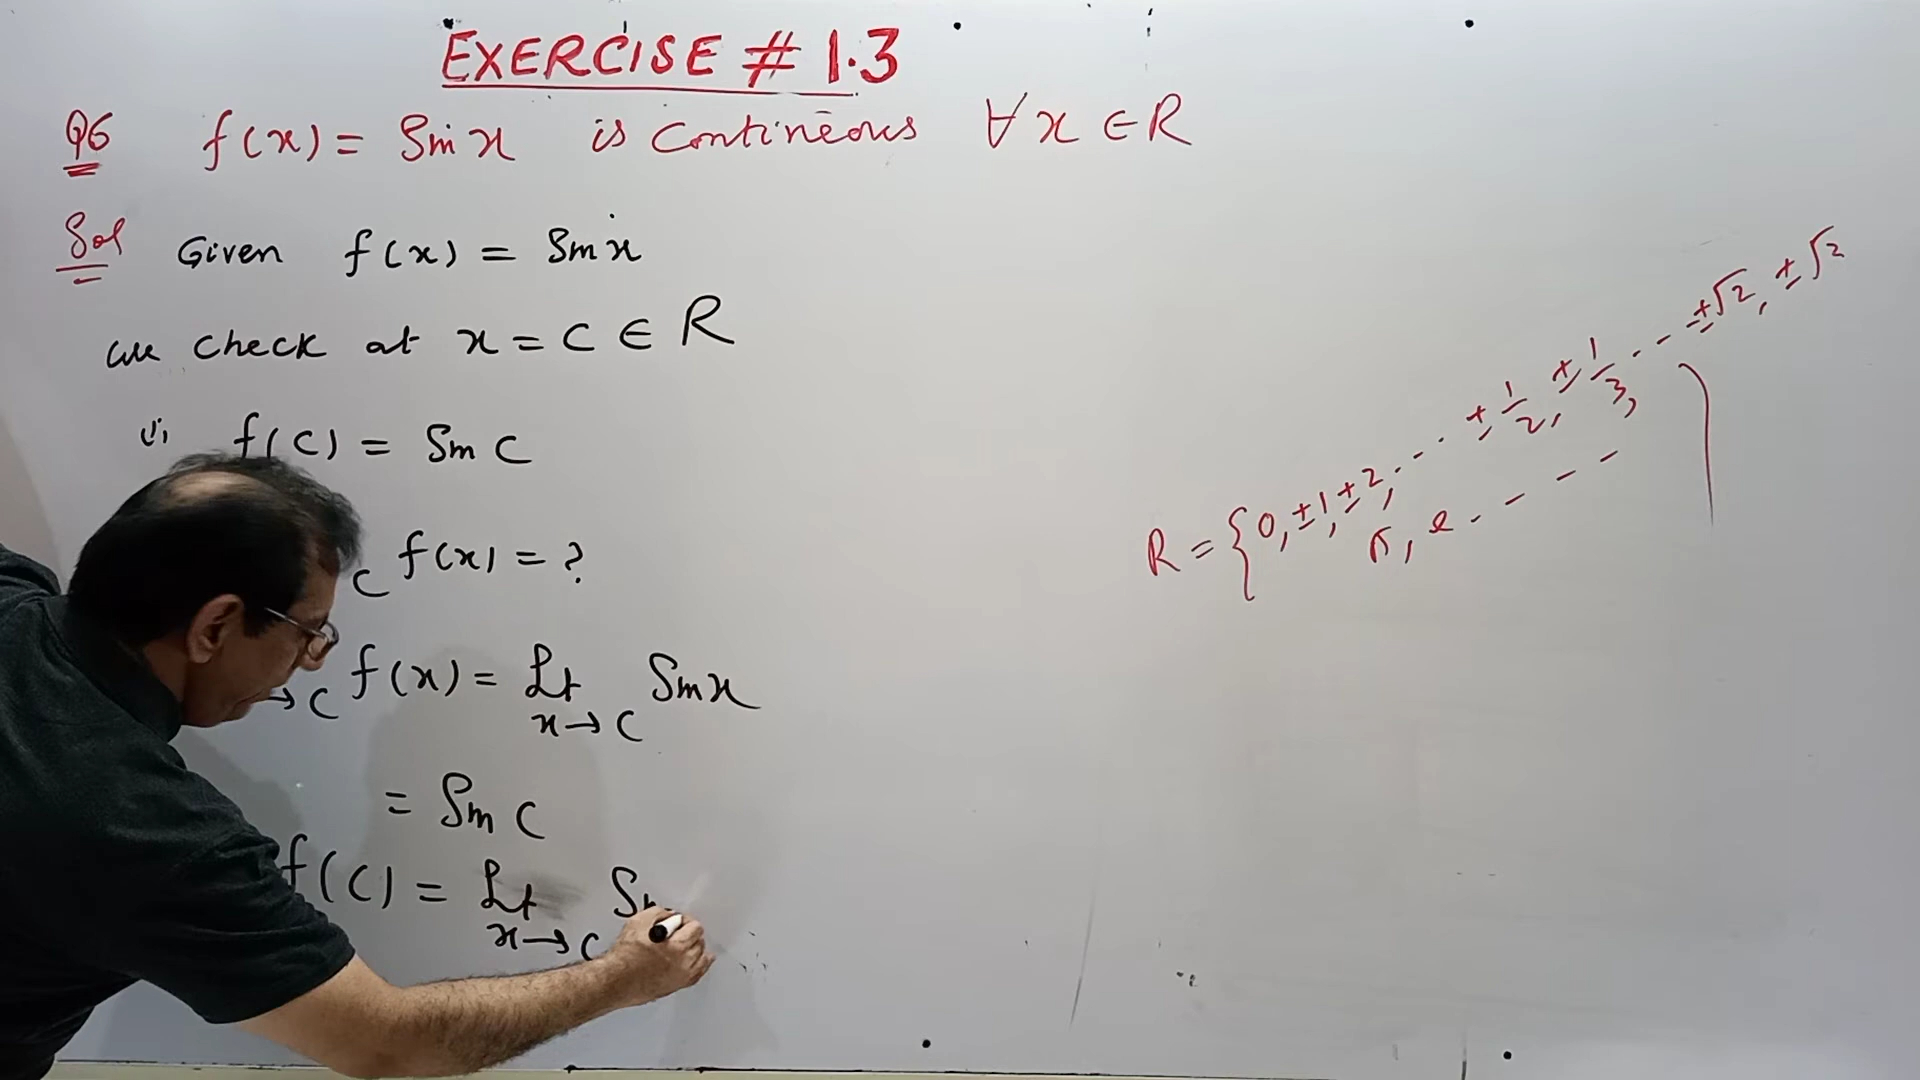 EXERCISE # 1.3
Q6 f(x) = Sin x is Contineous ∀ x ∈ R
Sol Given f(x) = Sin x
we check at x = C ∈ R
(i) f(C) = Sin C
C f(x) = ?
→ C f(x) = Lt x→C Sin x
= Sin C
f(C) = Lt x→C
R = { 0, ±1, ±2, - - - ± 1/2, ± 1/3, - - - ±√2, ±√2
π, e - - - -